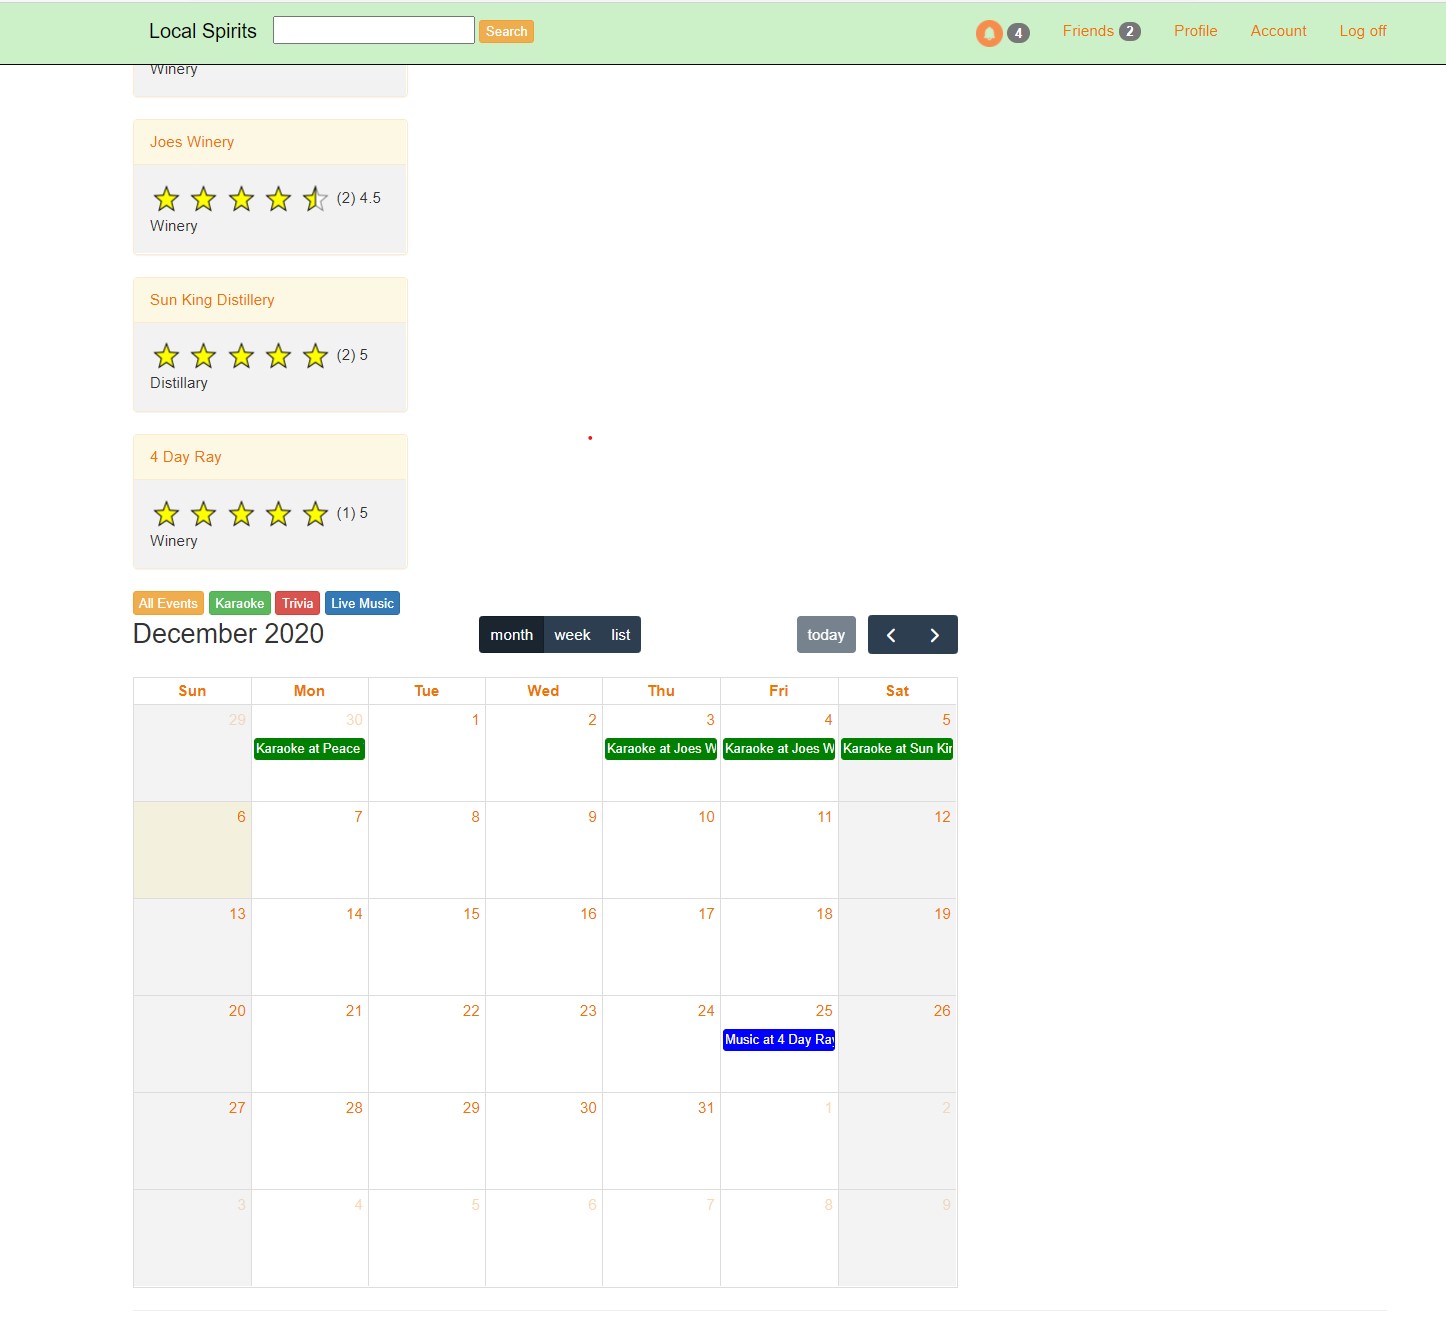 Local Spirits Search 4 Friends 2 Profile Account Log off
Winery
Joes Winery
(2) 4.5
Winery
Sun King Distillery
(2) 5
Distillary
4 Day Ray
(1) 5
Winery
All Events Karaoke Trivia Live Music
December 2020 month week list today
Sun Mon Tue Wed Thu Fri Sat
29 30 1 2 3 4 5
Karaoke at Peace Karaoke at Joes W Karaoke at Joes W Karaoke at Sun Kin
6 7 8 9 10 11 12
13 14 15 16 17 18 19
20 21 22 23 24 25 26
Music at 4 Day Ray
27 28 29 30 31 1 2
3 4 5 6 7 8 9